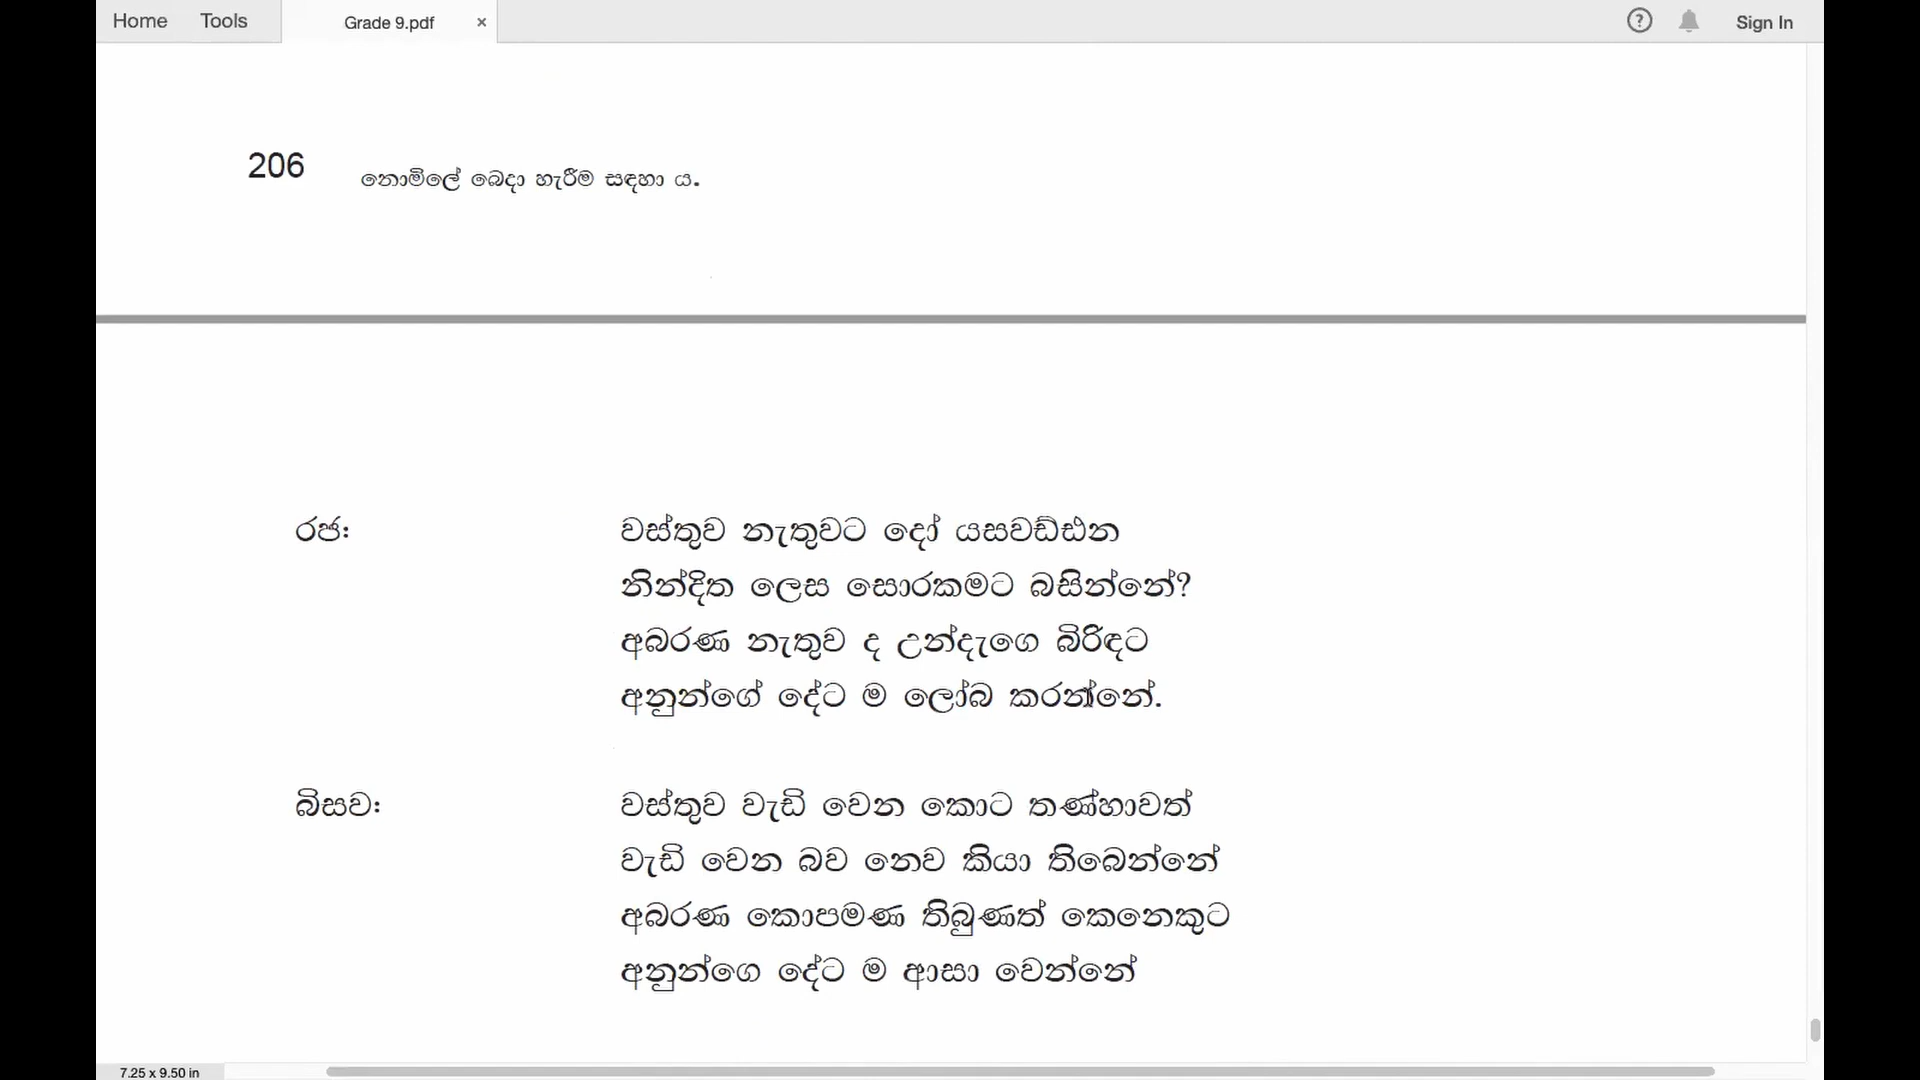 Home Tools Grade 9.pdf × ? Sign In
206 නොමිලේ බෙදා හැරීම සඳහා ය.
රජ: වස්තුව නැතුවට දෝ යසවඩ්ඪන
නින්දිත ලෙස සොරකමට බසින්නේ?
අබරණ නැතුව ද උන්දැගෙ බිරිඳට
අනුන්ගේ දේට ම ලෝබ කරන්නේ.
බිසව: වස්තුව වැඩි වෙන කොට තණ්හාවත්
වැඩි වෙන බව නෙව කියා තිබෙන්නේ
අබරණ කොපමණ තිබුණත් කෙනෙකුට
අනුන්ගෙ දේට ම ආසා වෙන්නේ
7.25 x 9.50 in